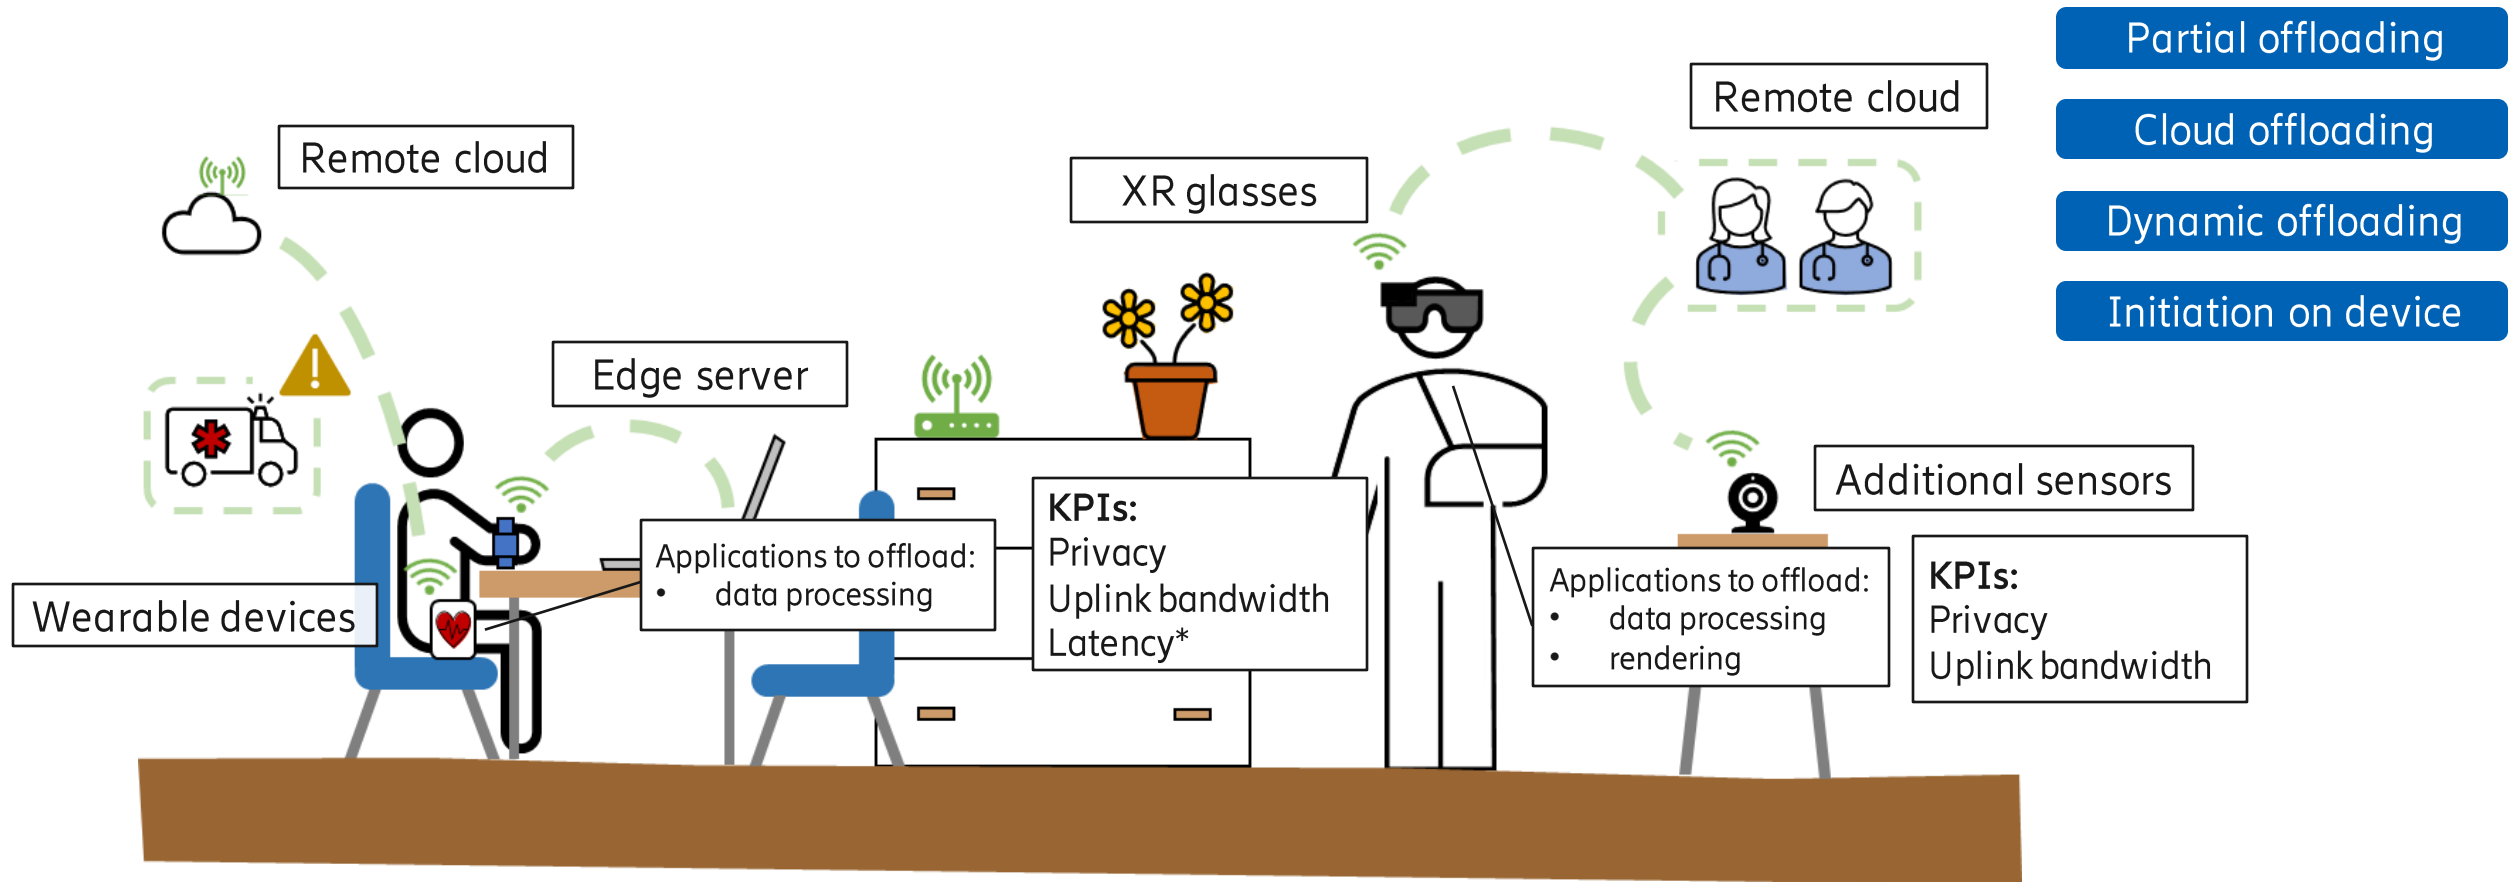 Partial offloading
Cloud offloading
Dynamic offloading
Initiation on device
Remote cloud
Remote cloud
XR glasses
Edge server
Additional sensors
Wearable devices
Applications to offload:
• data processing
KPIs:
Privacy
Uplink bandwidth
Latency*
Applications to offload:
• data processing
• rendering
KPIs:
Privacy
Uplink bandwidth